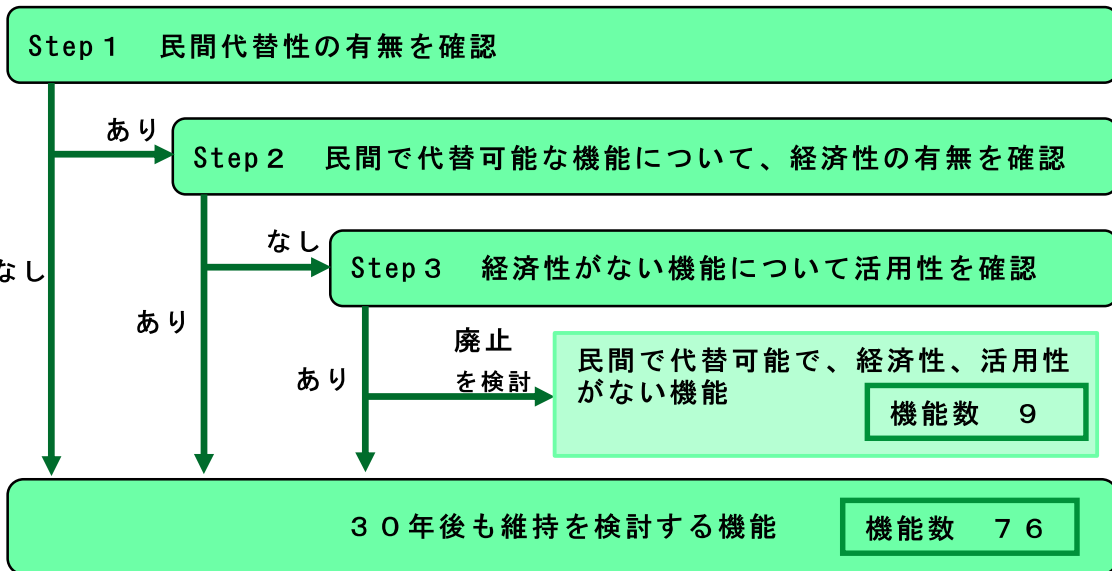 Step１　民間代替性の有無を確認
あり
Step２　民間で代替可能な機能について、経済性の有無を確認
なし
なし
Step３　経済性がない機能について活用性を確認
あり
廃止
を検討
あり
民間で代替可能で、経済性、活用性
がない機能
機能数　９
３０年後も維持を検討する機能
機能数　７６